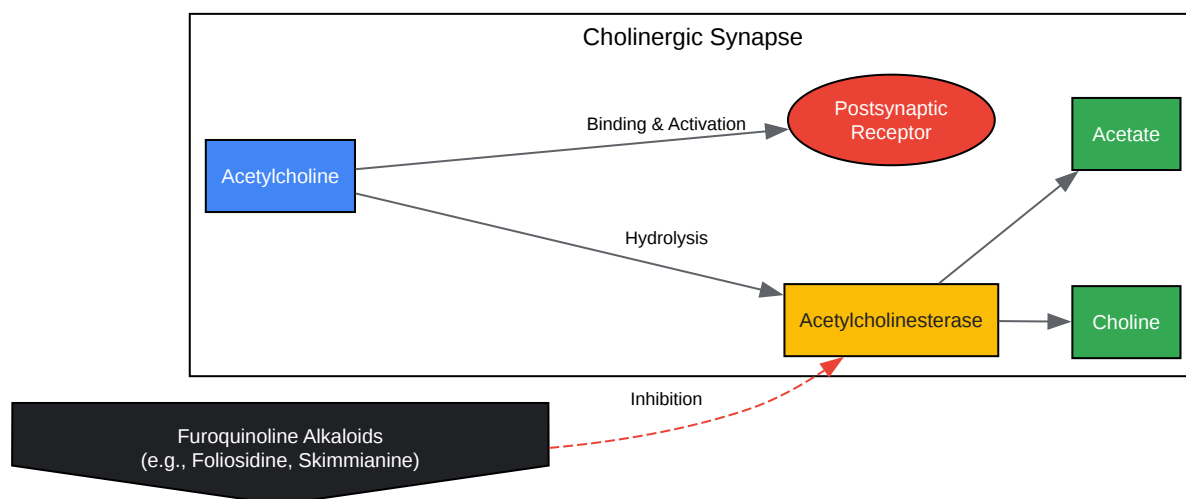 Cholinergic Synapse
Postsynaptic
Receptor
Acetate
Binding & Activation
Acetylcholine
Hydrolysis
Acetylcholinesterase
Choline
Inhibition
Furoquinoline Alkaloids
(e.g., Foliosidine, Skimmianine)